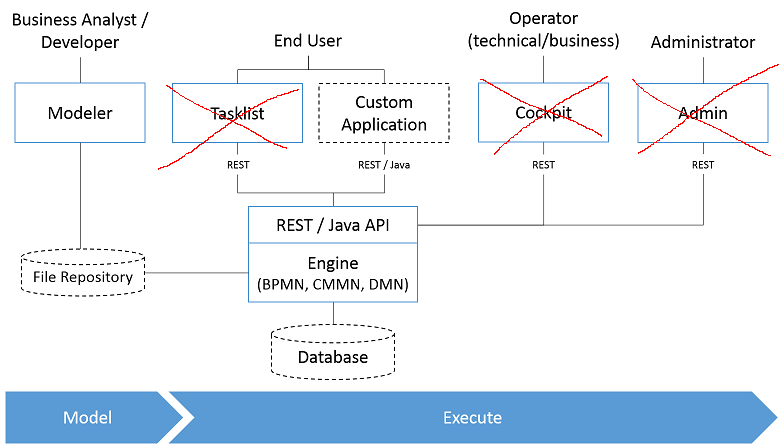 Business Analyst /
Developer
End User
Operator
(technical/business)
Administrator
Modeler
Tasklist
Custom
Application
Cockpit
Admin
REST
REST / Java
REST
REST
REST / Java API
Engine
(BPMN, CMMN, DMN)
File Repository
Database
Model
Execute